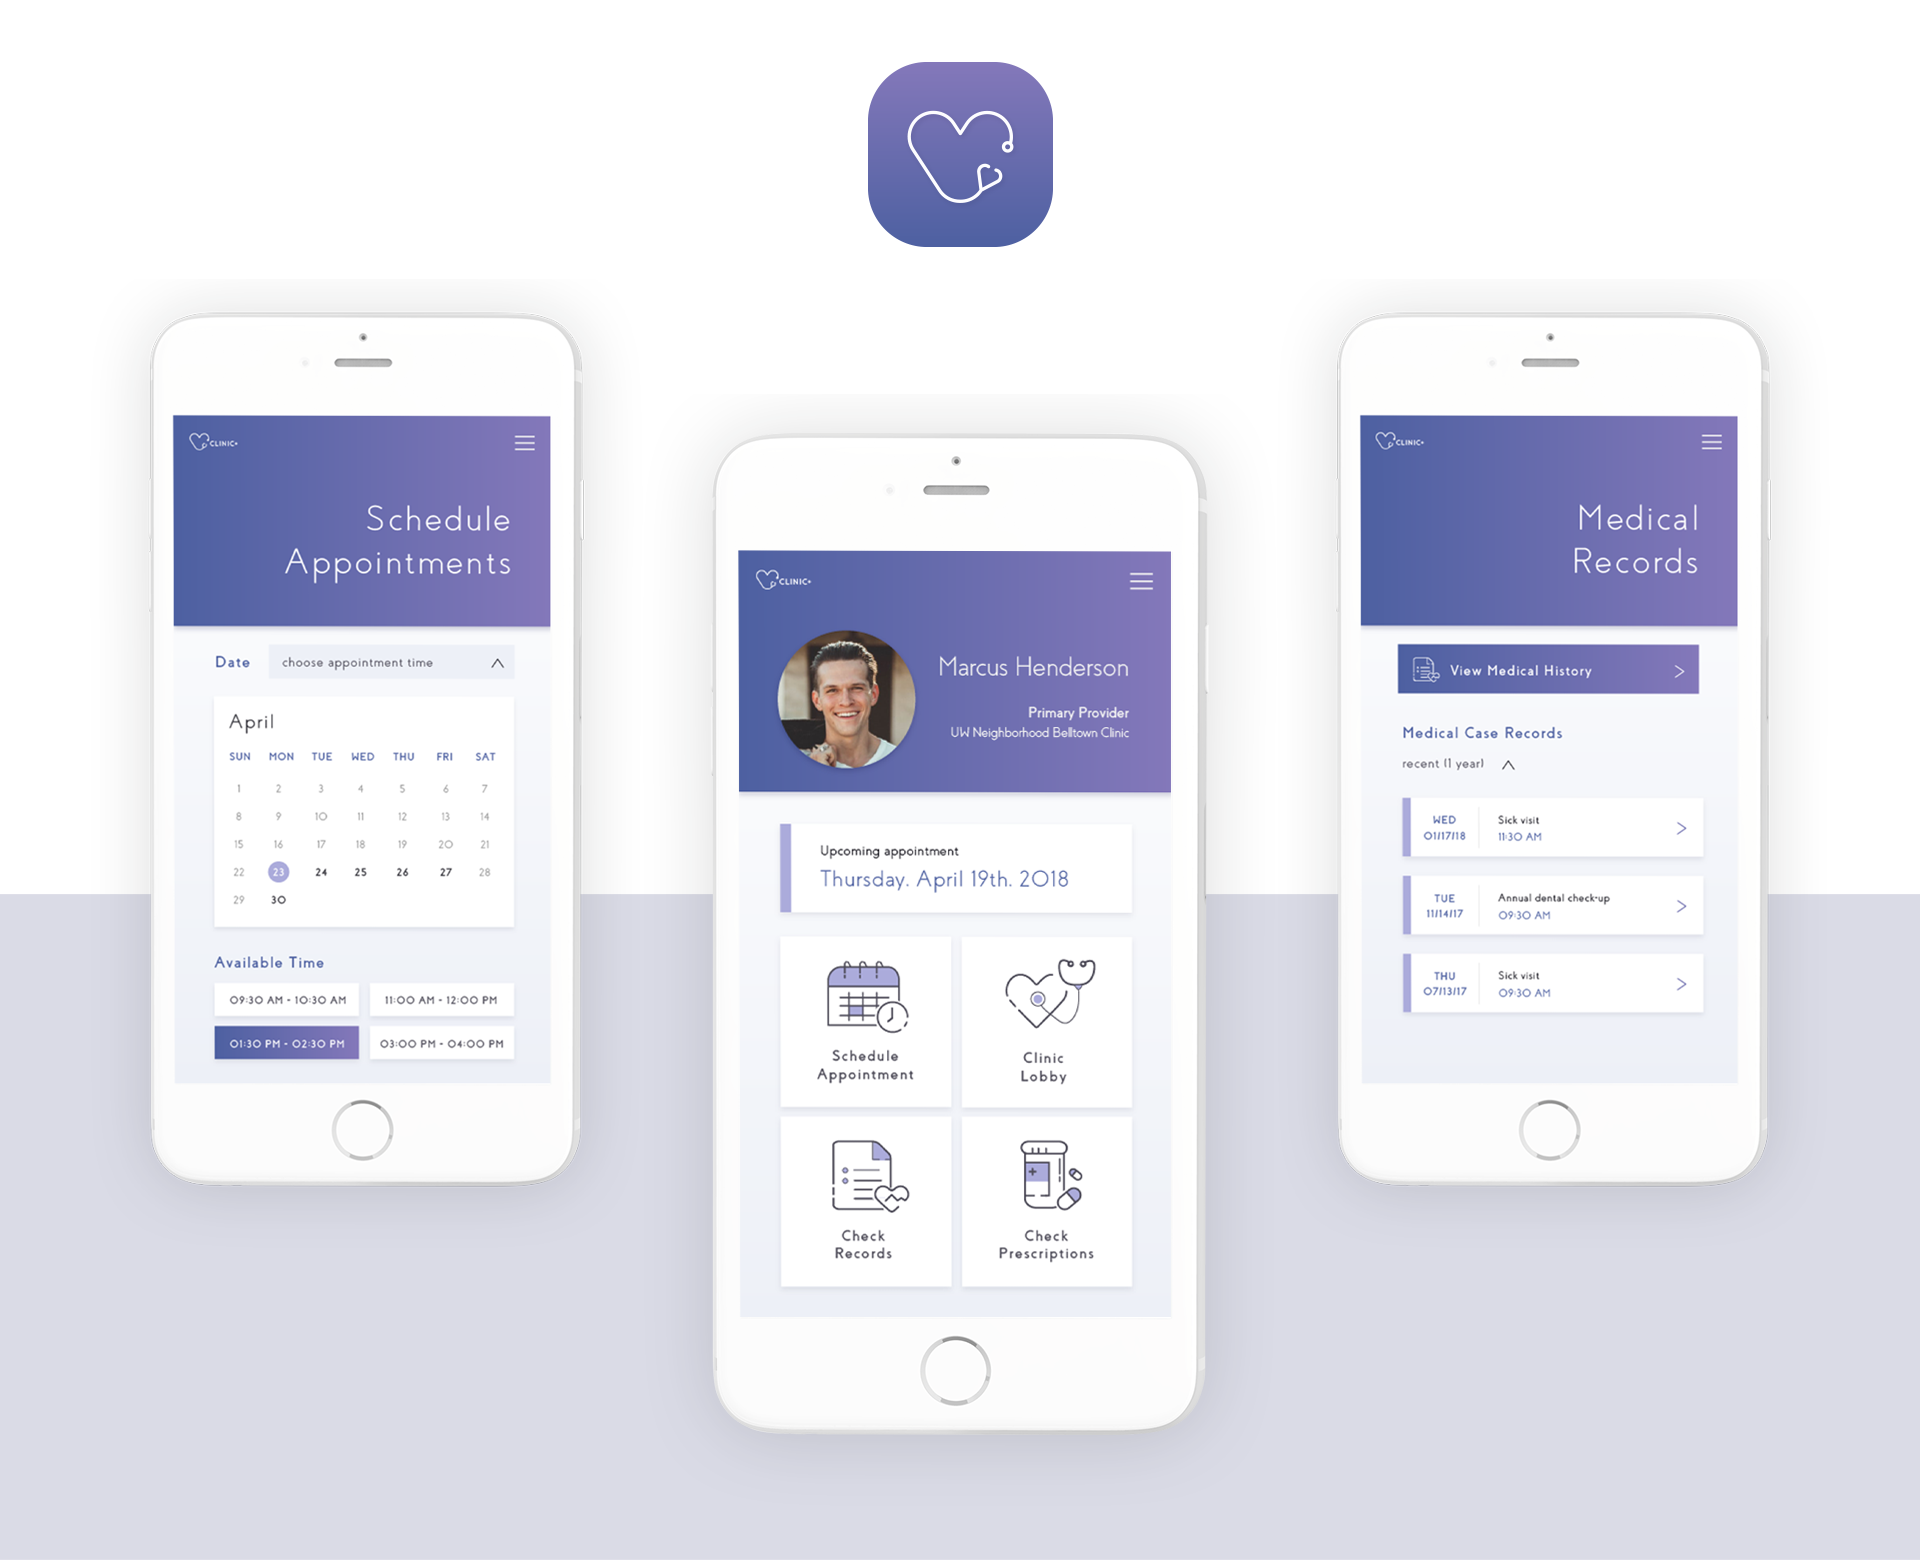 CLINIC+
Schedule
Appointments
Date
choose appointment time
April
SUN MON TUE WED THU FRI SAT
1 2 3 4 5 6 7
8 9 10 11 12 13 14
15 16 17 18 19 20 21
22 23 24 25 26 27 28
29 30
Available Time
09:30 AM - 10:30 AM
11:00 AM - 12:00 PM
01:30 PM - 02:30 PM
03:00 PM - 04:00 PM
CLINIC+
Marcus Henderson
Primary Provider
UW Neighborhood Belltown Clinic
Upcoming appointment
Thursday. April 19th. 2018
Schedule
Appointment
Clinic
Lobby
Check
Records
Check
Prescriptions
CLINIC+
Medical
Records
View Medical History
Medical Case Records
recent (1 year)
WED
01/17/18
Sick visit
11:30 AM
TUE
11/14/17
Annual dental check-up
09:30 AM
THU
07/13/17
Sick visit
09:30 AM